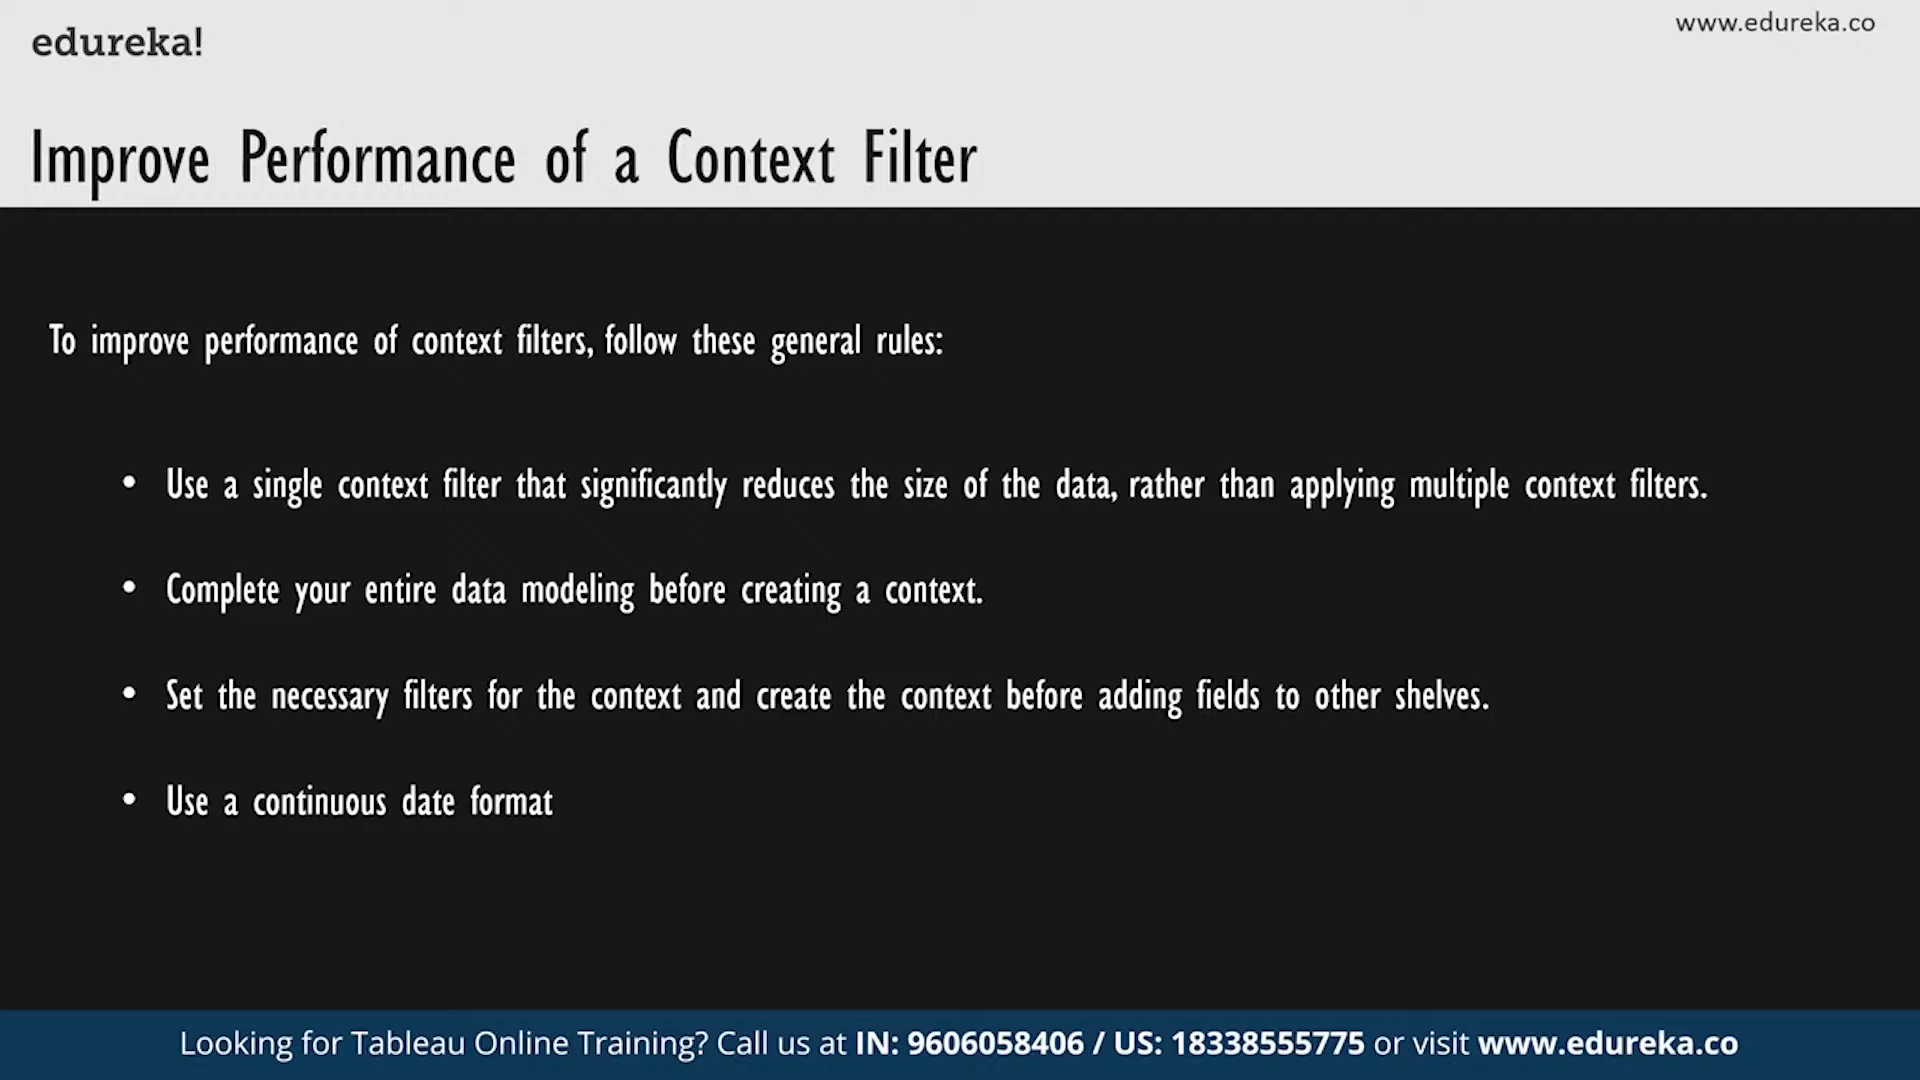 edureka!
www.edureka.co
Improve Performance of a Context Filter
To improve performance of context filters, follow these general rules:
• Use a single context filter that significantly reduces the size of the data, rather than applying multiple context filters.
• Complete your entire data modeling before creating a context.
• Set the necessary filters for the context and create the context before adding fields to other shelves.
• Use a continuous date format
Looking for Tableau Online Training? Call us at IN: 9606058406 / US: 18338555775 or visit www.edureka.co